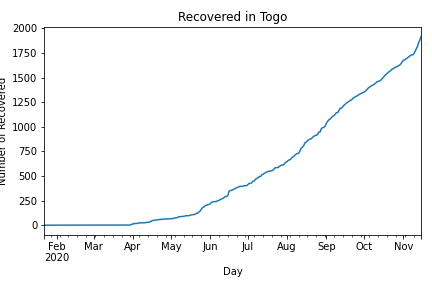 Recovered in Togo
Number of Recovered
2000
1750
1500
1250
1000
750
500
250
0
Feb Mar Apr May Jun Jul Aug Sep Oct Nov
2020
Day